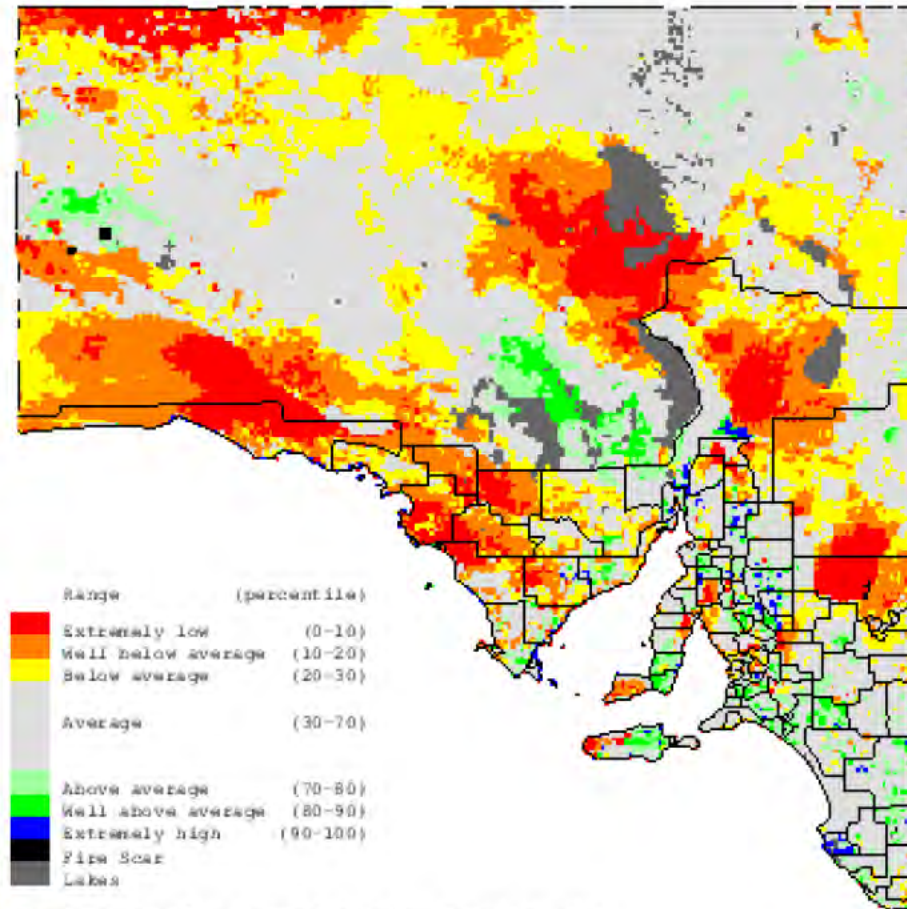 Range (percentile)
Extremely low (0-10)
Well below average (10-20)
Below average (20-30)
Average (30-70)
Above average (70-80)
Well above average (80-90)
Extremely high (90-100)
Fire Scar
Lakes